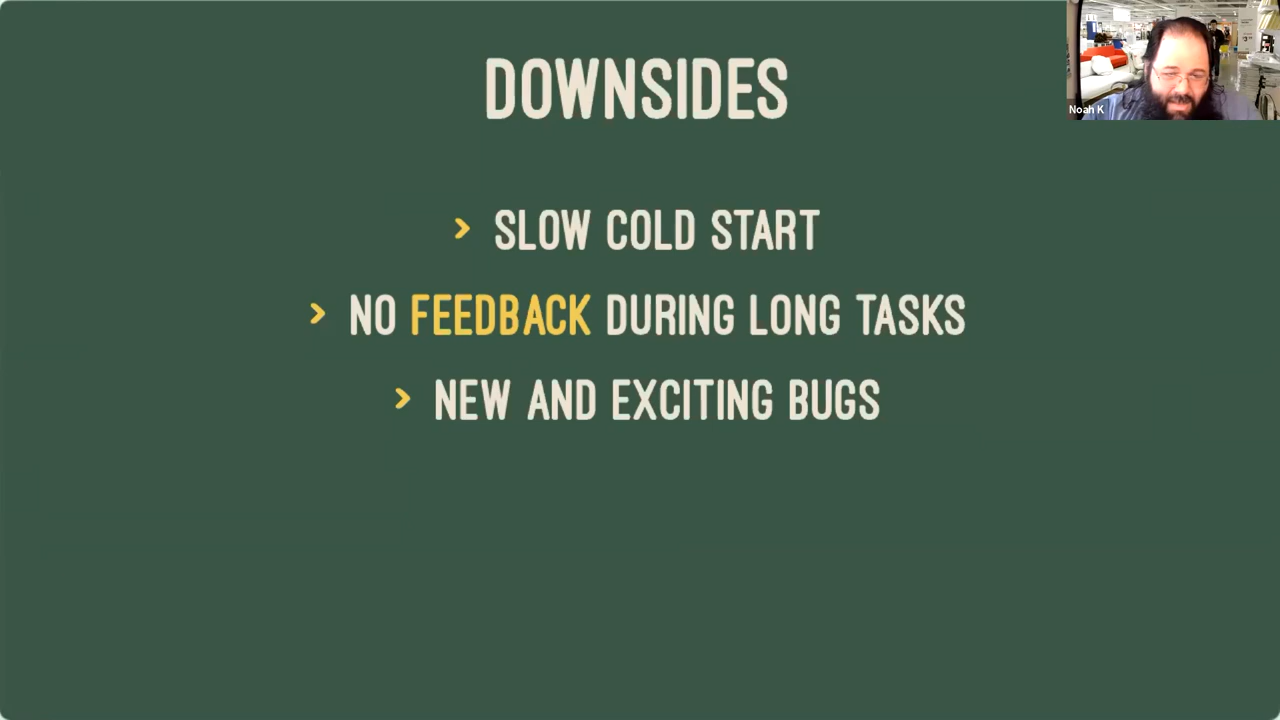 DOWNSIDES
› SLOW COLD START
› NO FEEDBACK DURING LONG TASKS
› NEW AND EXCITING BUGS
Noah K